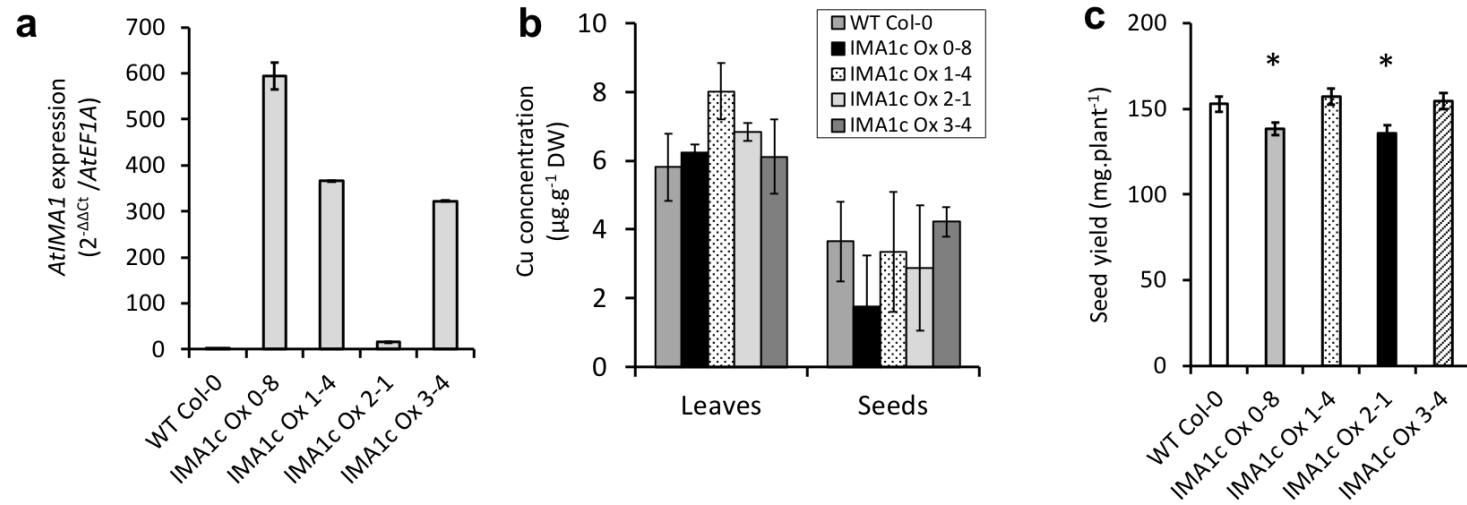 a
AtIMA1 expression
(2-ΔΔCt /AtEF1A)
700
600
500
400
300
200
100
0
WT Col-0
IMA1c Ox 0-8
IMA1c Ox 1-4
IMA1c Ox 2-1
IMA1c Ox 3-4
b
Cu concnentration
(µg.g-1 DW)
10
8
6
4
2
0
WT Col-0
IMA1c Ox 0-8
IMA1c Ox 1-4
IMA1c Ox 2-1
IMA1c Ox 3-4
Leaves
Seeds
c
Seed yield (mg.plant-1)
200
150
100
50
0
*
*
WT Col-0
IMA1c Ox 0-8
IMA1c Ox 1-4
IMA1c Ox 2-1
IMA1c Ox 3-4